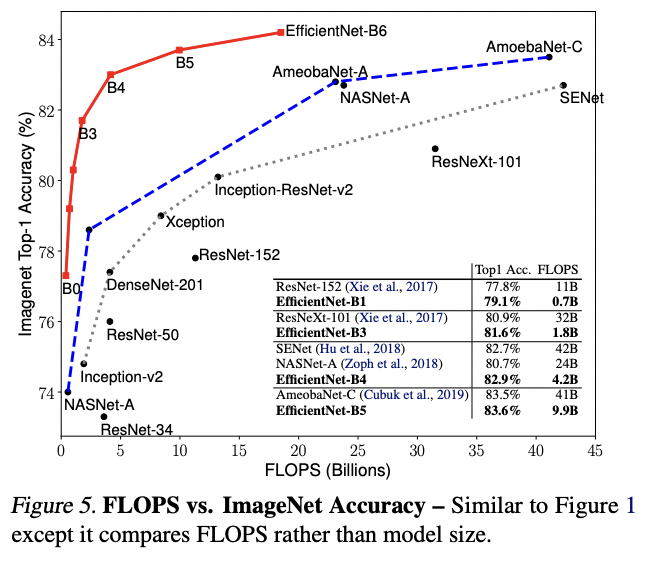 84
82
80
78
76
74
Imagenet Top-1 Accuracy (%)
EfficientNet-B6
AmoebaNet-C
B5
AmeobaNet-A
B4
NASNet-A
SENet
B3
ResNeXt-101
Inception-ResNet-v2
Xception
ResNet-152
DenseNet-201
B0
ResNet-50
Inception-v2
NASNet-A
ResNet-34
Top1 Acc. FLOPS
ResNet-152 (Xie et al., 2017) 77.8% 11B
EfficientNet-B1 79.1% 0.7B
ResNeXt-101 (Xie et al., 2017) 80.9% 32B
EfficientNet-B3 81.6% 1.8B
SENet (Hu et al., 2018) 82.7% 42B
NASNet-A (Zoph et al., 2018) 80.7% 24B
EfficientNet-B4 82.9% 4.2B
AmoebaNet-C (Cubuk et al., 2019) 83.5% 41B
EfficientNet-B5 83.6% 9.9B
0 5 10 15 20 25 30 35 40 45
FLOPS (Billions)
Figure 5. FLOPS vs. ImageNet Accuracy – Similar to Figure 1
except it compares FLOPS rather than model size.